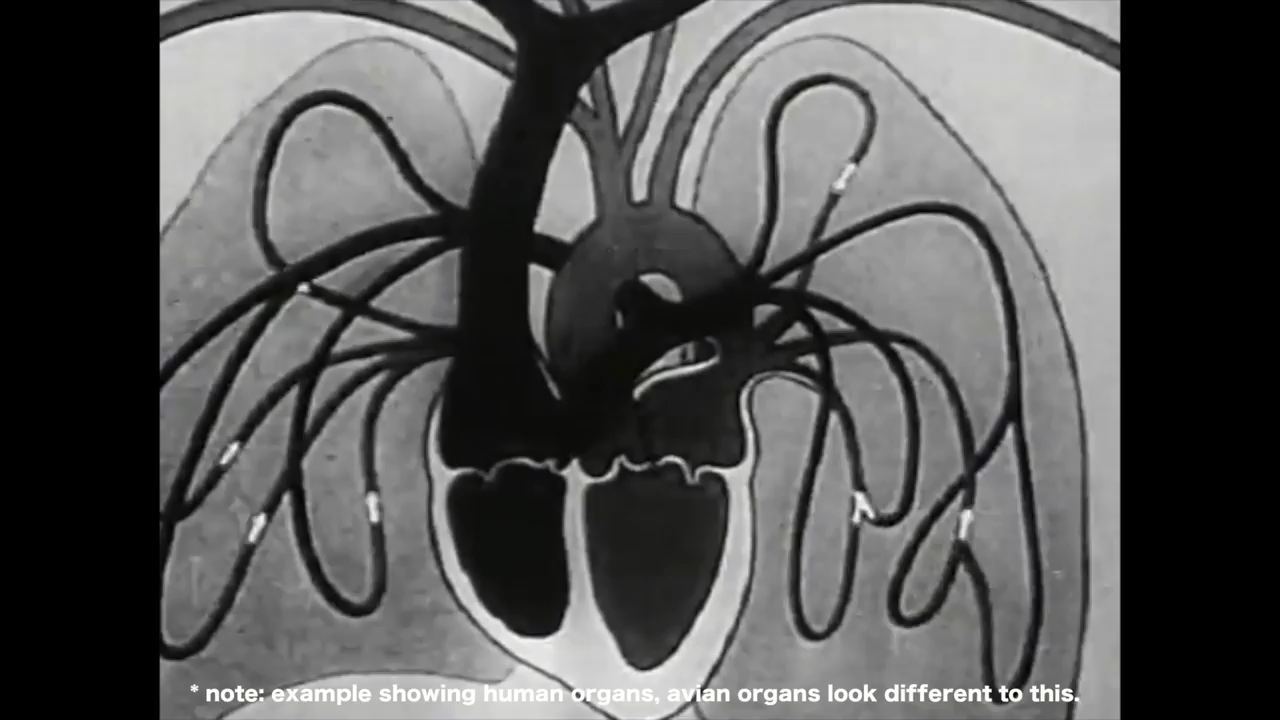 * note: example showing human organs, avian organs look different to this.